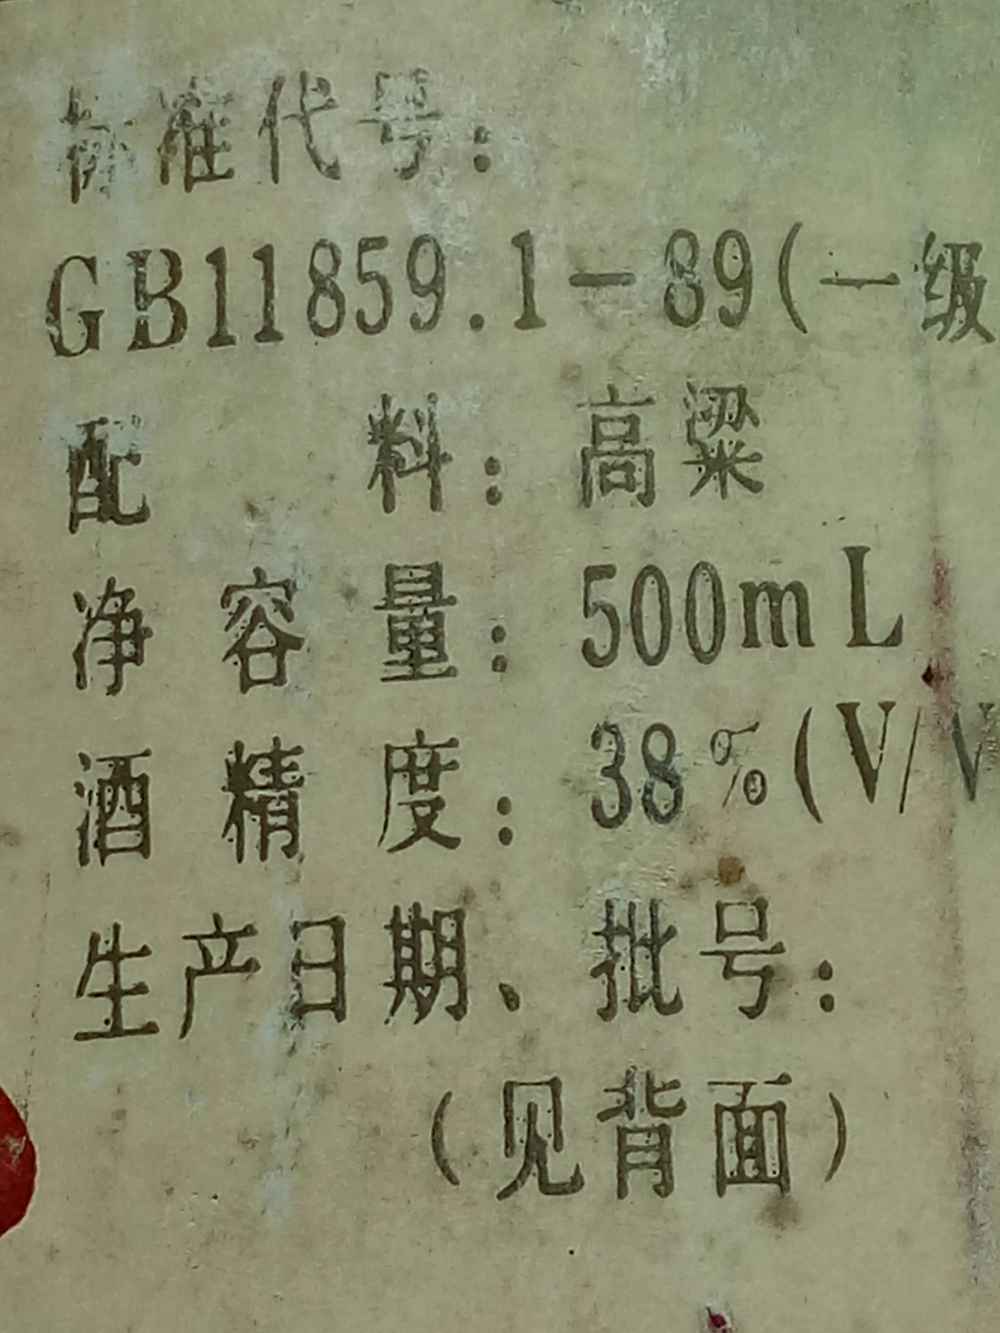 标准代号：
GB11859.1-89(一级
配料：高粱
净容量：500mL
酒精度：38%(V/V
生产日期、批号：
（见背面）